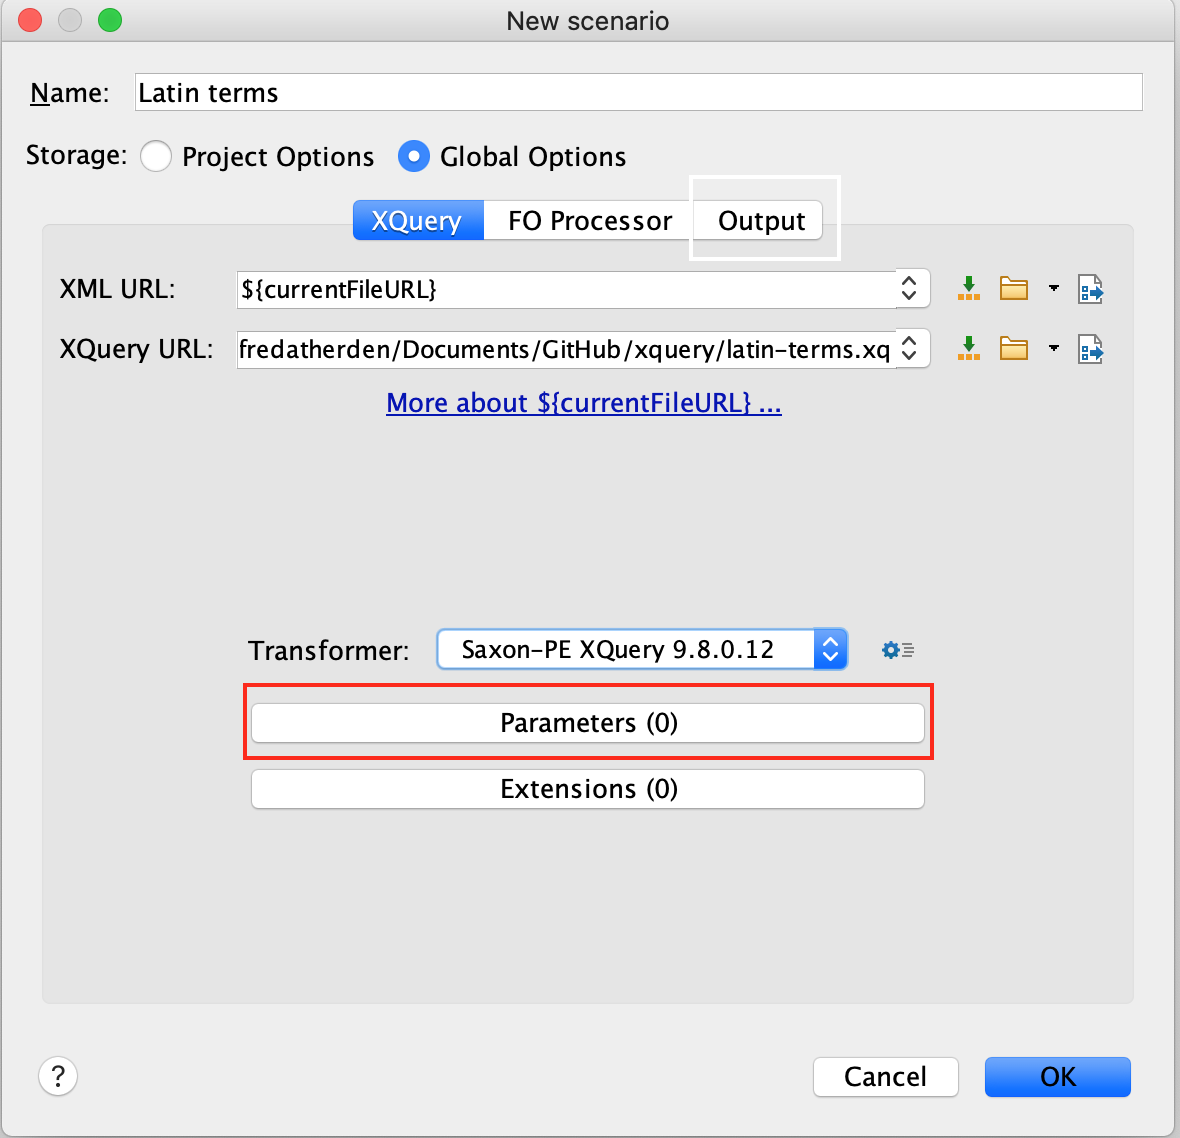 New scenario
Name: Latin terms
Storage: Project Options Global Options
XQuery FO Processor Output
XML URL: ${currentFileURL}
XQuery URL: fredatherden/Documents/GitHub/xquery/latin-terms.xq
More about ${currentFileURL} ...
Transformer: Saxon-PE XQuery 9.8.0.12
Parameters (0)
Extensions (0)
? Cancel OK